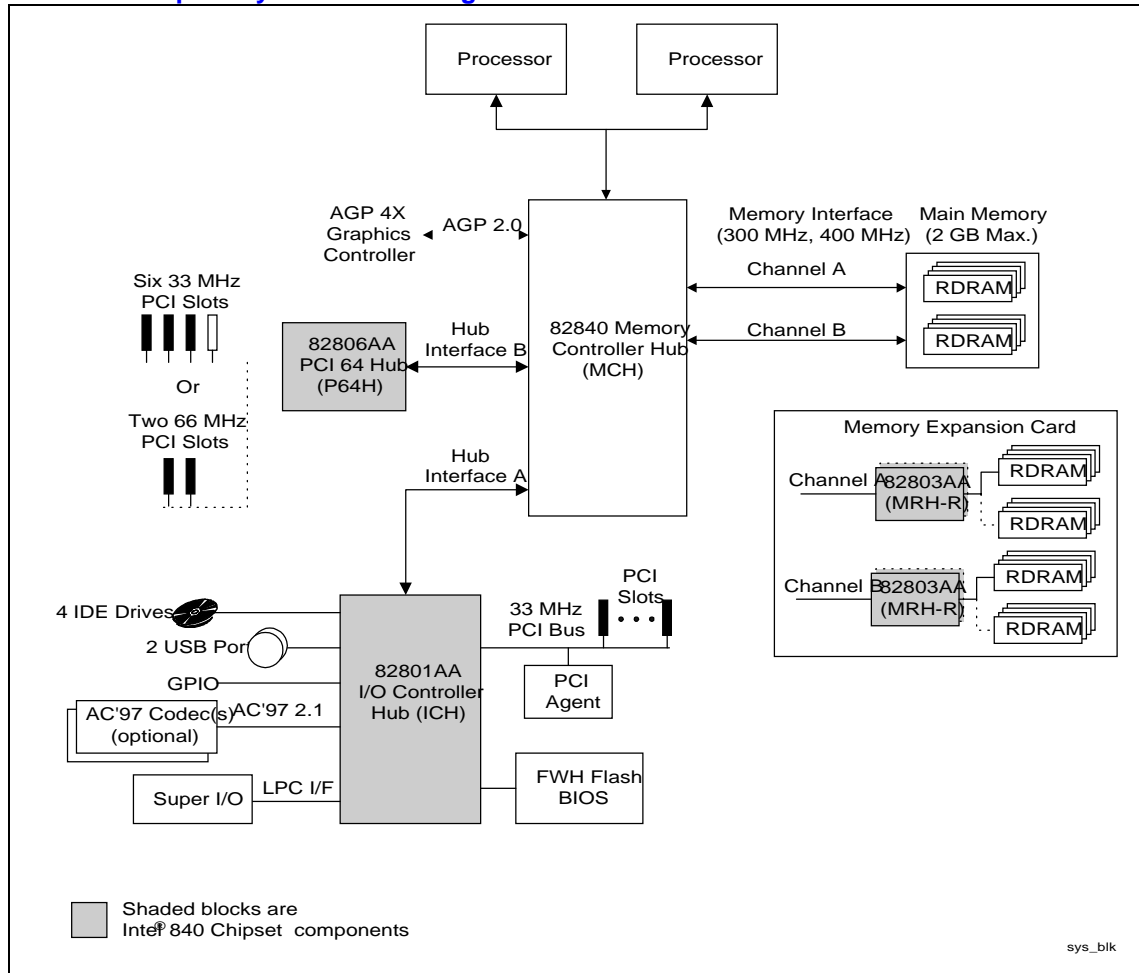 Processor
Processor
AGP 4X
Graphics
Controller
AGP 2.0
Memory Interface
(300 MHz, 400 MHz)
Main Memory
(2 GB Max.)
Channel A
RDRAM
Channel B
RDRAM
Six 33 MHz
PCI Slots
Or
Two 66 MHz
PCI Slots
82806AA
PCI 64 Hub
(P64H)
Hub
Interface B
82840 Memory
Controller Hub
(MCH)
Hub
Interface A
Memory Expansion Card
Channel A
82803AA
(MRH-R)
RDRAM
RDRAM
Channel B
82803AA
(MRH-R)
RDRAM
RDRAM
4 IDE Drives
2 USB Por
GPIO
AC'97 Codec(s)
(optional)
AC'97 2.1
Super I/O
LPC I/F
82801AA
I/O Controller
Hub (ICH)
33 MHz
PCI Bus
PCI
Slots
PCI
Agent
FWH Flash
BIOS
Shaded blocks are
Intel® 840 Chipset components
sys_blk